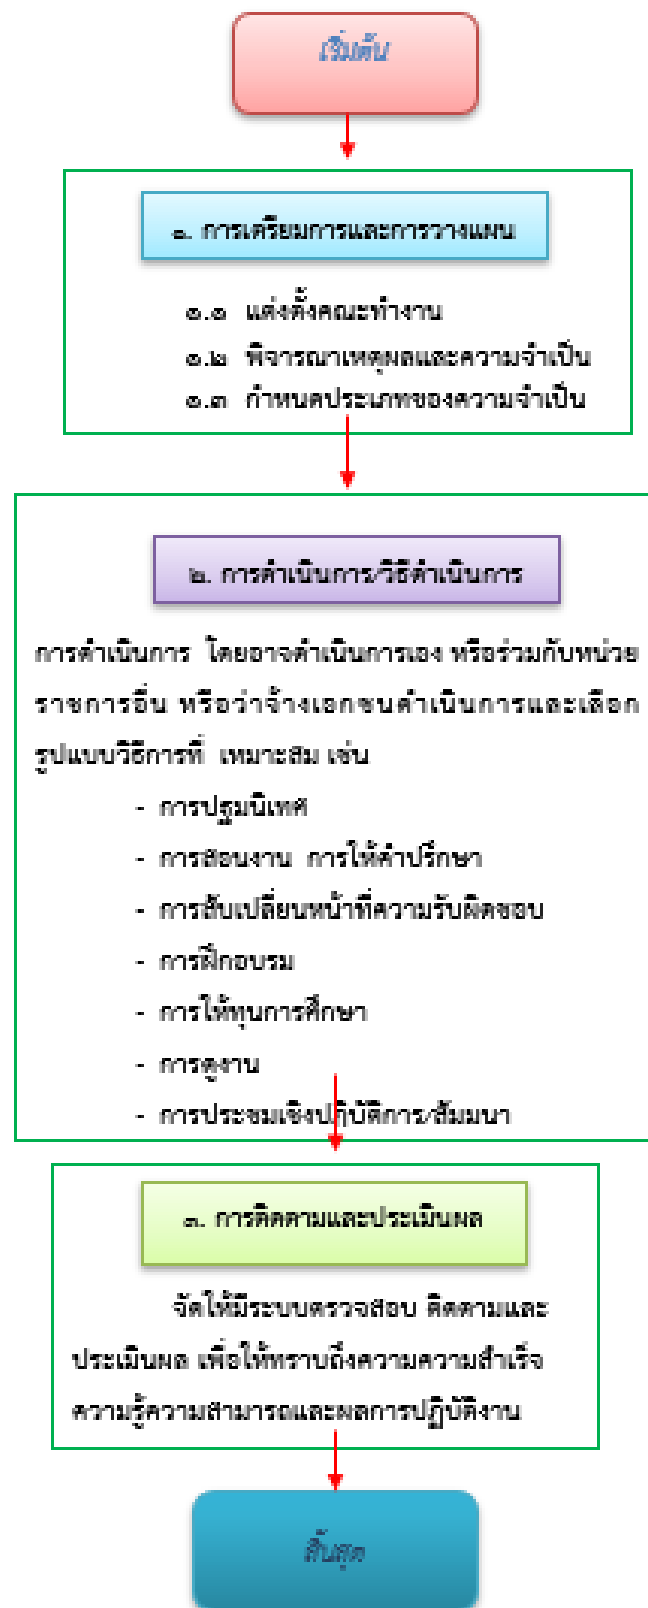 เริ่มต้น
๑. การเตรียมการและการวางแผน
๑.๑ แต่งตั้งคณะทำงาน
๑.๒ พิจารณาเหตุผลและความจำเป็น
๑.๓ กำหนดประเภทของความจำเป็น
๒. การดำเนินการ/วิธีดำเนินการ
การดำเนินการ โดยอาจดำเนินการเอง หรือร่วมกับหน่วย
ราชการอื่น หรือว่าจ้างเอกชนดำเนินการและเลือก
รูปแบบวิธีการที่ เหมาะสม เช่น
- การปฐมนิเทศ
- การสอนงาน การให้คำปรึกษา
- การสับเปลี่ยนหน้าที่ความรับผิดชอบ
- การฝึกอบรม
- การให้ทุนการศึกษา
- การดูงาน
- การประชมเชิงปฏิบัติการ/สัมมนา
๓. การติดตามและประเมินผล
จัดให้มีระบบตรวจสอบ ติดตามและ
ประเมินผล เพื่อให้ทราบถึงความความสำเร็จ
ความรู้ความสามารถและผลการปฏิบัติงาน
สิ้นสุด